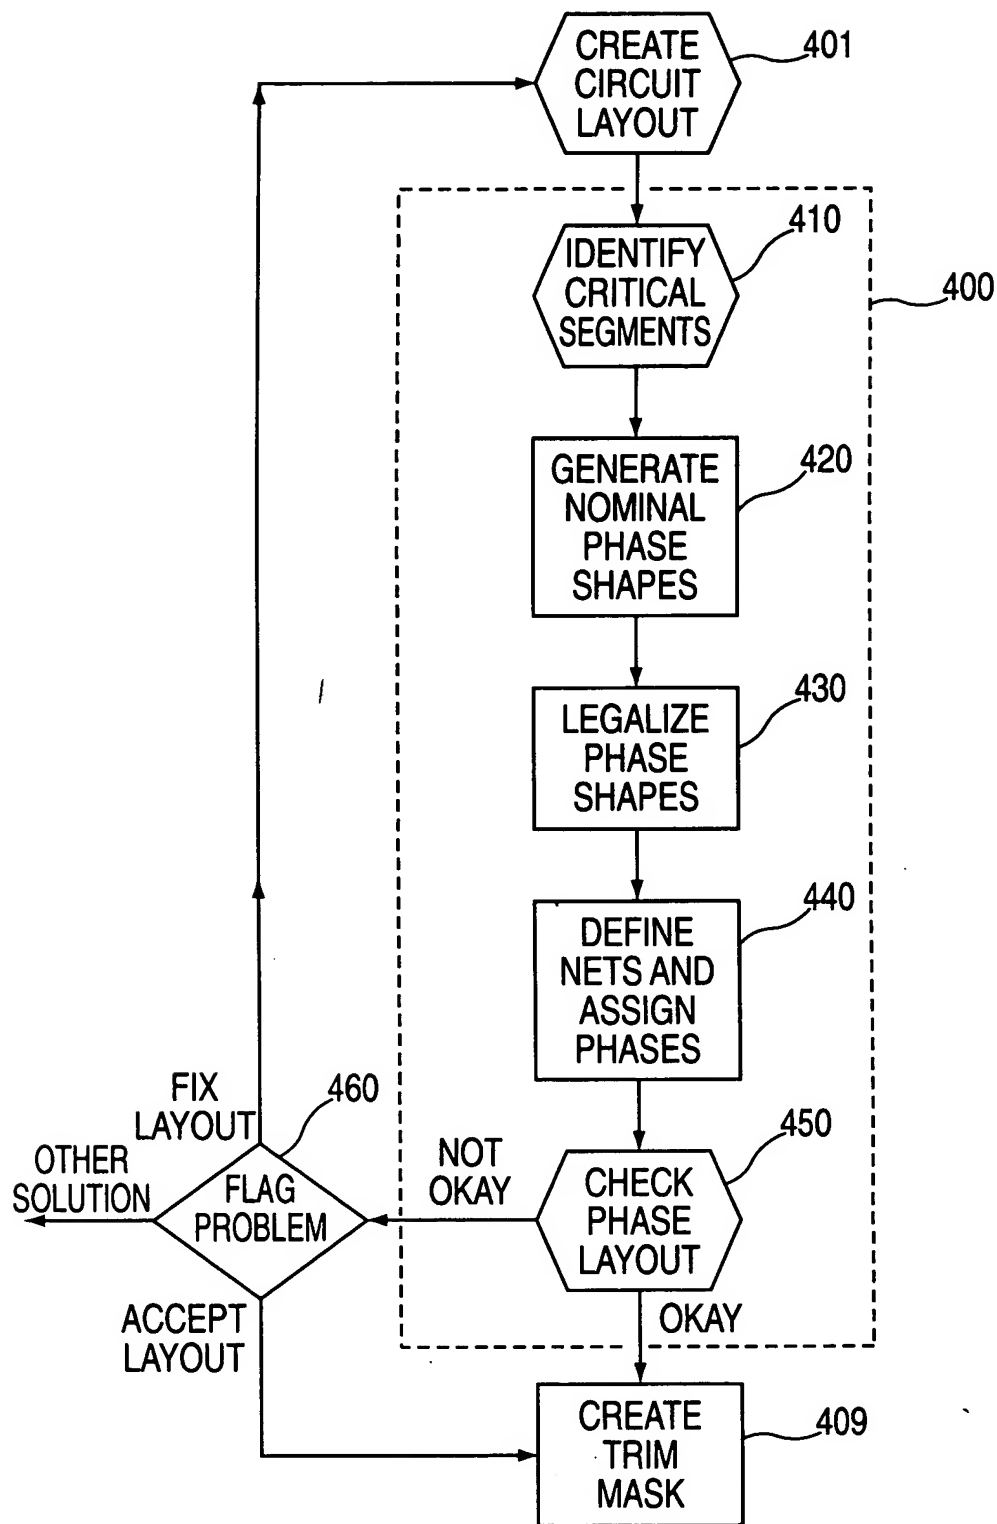 CREATE
CIRCUIT
LAYOUT
401
IDENTIFY
CRITICAL
SEGMENTS
410
400
GENERATE
NOMINAL
PHASE
SHAPES
420
LEGALIZE
PHASE
SHAPES
430
DEFINE
NETS AND
ASSIGN
PHASES
440
FIX
LAYOUT
460
OTHER
SOLUTION
FLAG
PROBLEM
NOT
OKAY
CHECK
PHASE
LAYOUT
450
ACCEPT
LAYOUT
OKAY
CREATE
TRIM
MASK
409